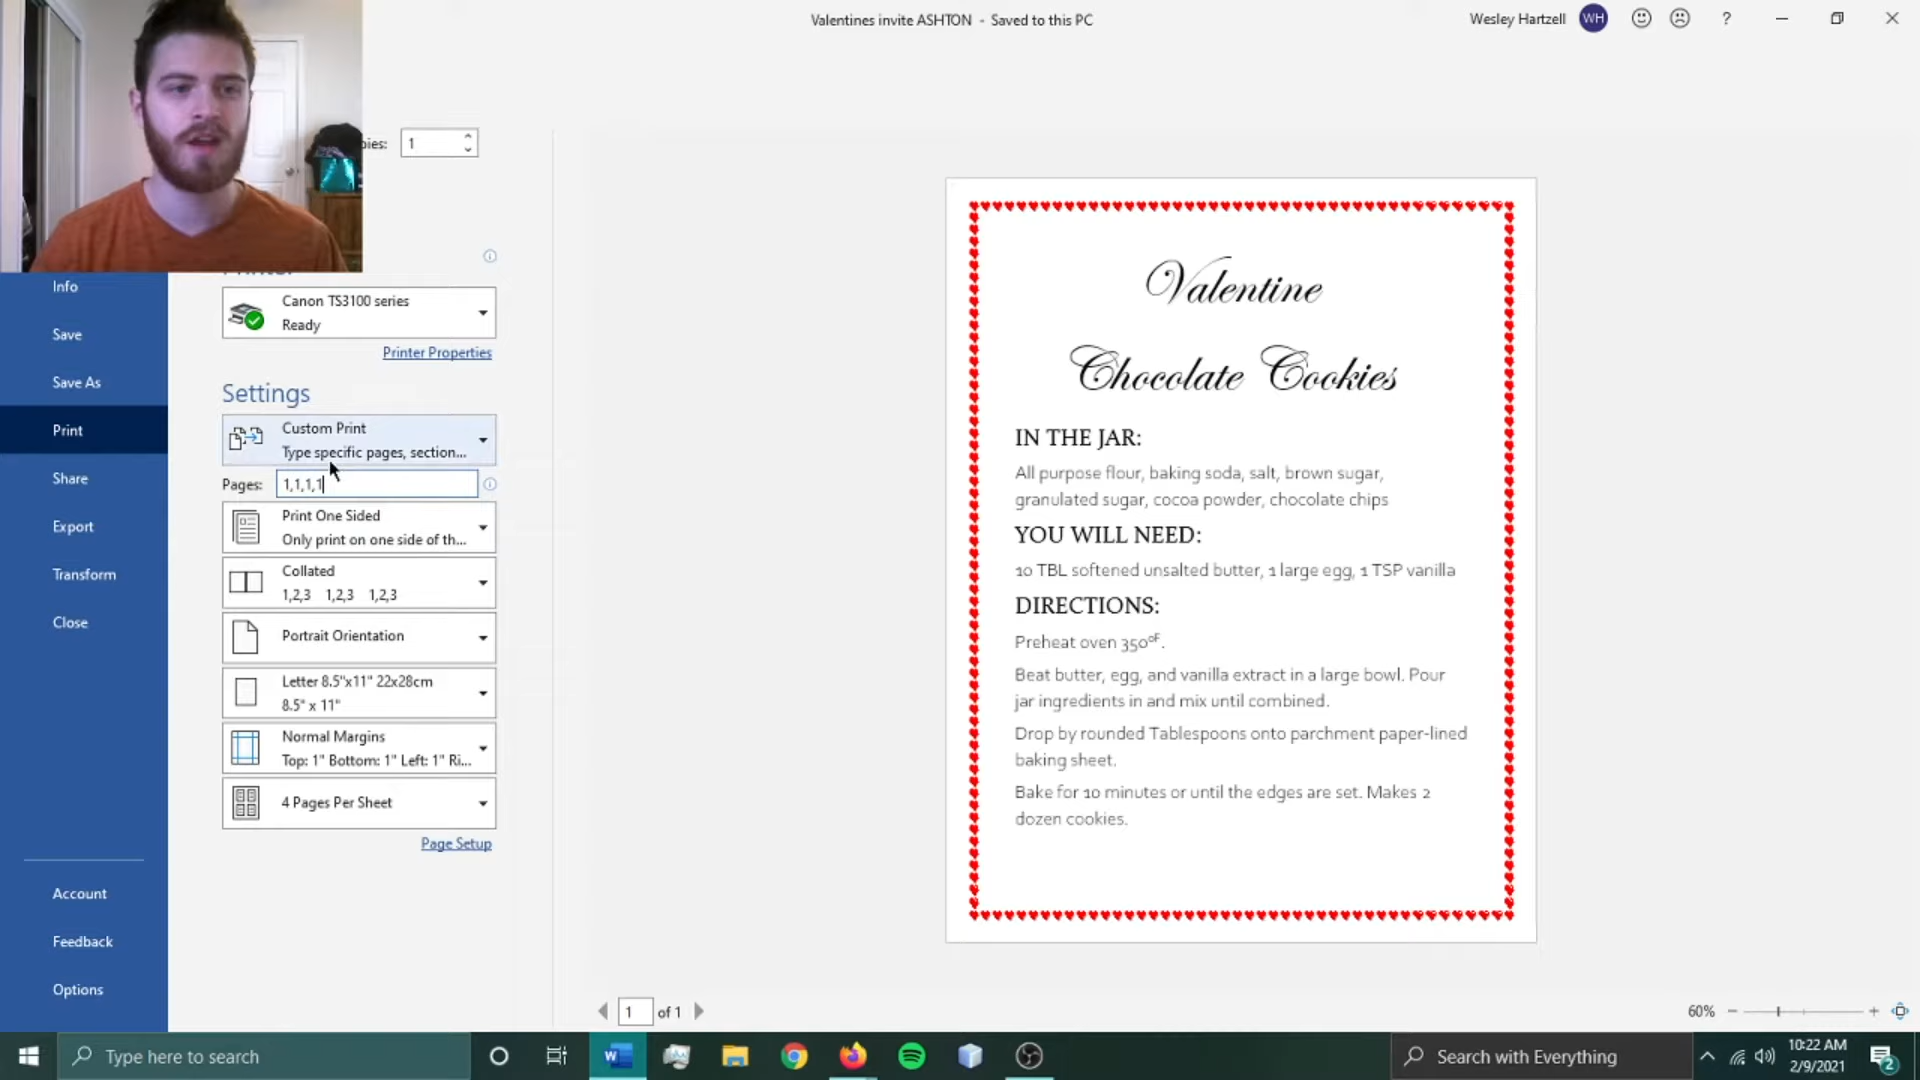 Valentines invite ASHTON - Saved to this PC
Wesley Hartzell WH
?
1
Info
Save
Save As
Print
Share
Export
Transform
Close
Account
Feedback
Options
Canon TS3100 series
Ready
Printer Properties
Settings
Custom Print
Type specific pages, section...
Pages: 1,1,1,1
Print One Sided
Only print on one side of th...
Collated
1,2,3 1,2,3 1,2,3
Portrait Orientation
Letter 8.5"x11" 22x28cm
8.5" x 11"
Normal Margins
Top: 1" Bottom: 1" Left: 1" Ri...
4 Pages Per Sheet
Page Setup
Valentine
Chocolate Cookies
IN THE JAR:
All purpose flour, baking soda, salt, brown sugar,
granulated sugar, cocoa powder, chocolate chips
YOU WILL NEED:
10 TBL softened unsalted butter, 1 large egg, 1 TSP vanilla
DIRECTIONS:
Preheat oven 350°F.
Beat butter, egg, and vanilla extract in a large bowl. Pour
jar ingredients in and mix until combined.
Drop by rounded Tablespoons onto parchment paper-lined
baking sheet.
Bake for 10 minutes or until the edges are set. Makes 2
dozen cookies.
1 of 1
60%
Type here to search
Search with Everything
10:22 AM
2/9/2021
2